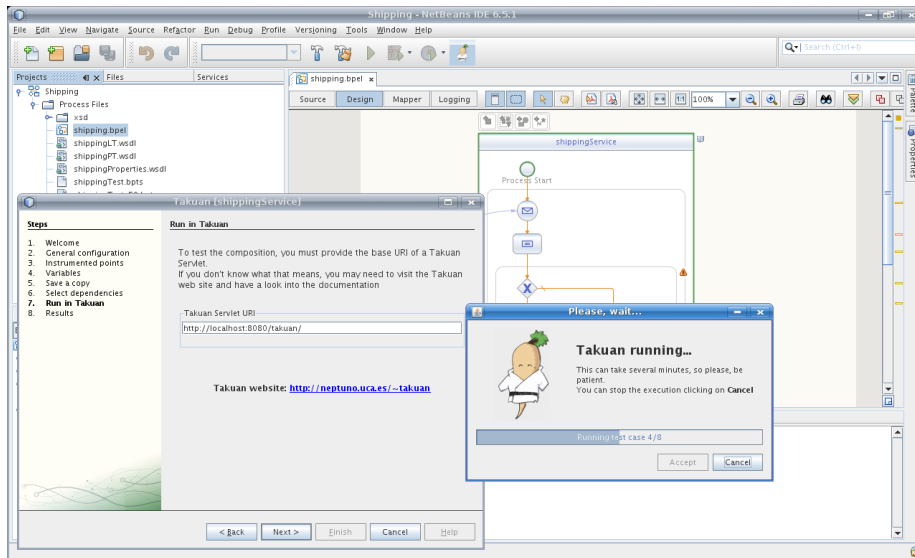 Shipping - NetBeans IDE 6.5.1
File Edit View Navigate Source Refactor Run Debug Profile Versioning Tools Window Help
Search (Ctrl+I)
Projects Files Services
shipping.bpel
Shipping
Process Files
xsd
shipping.bpel
shippingLT.wsdl
shippingPT.wsdl
shippingProperties.wsdl
shippingTest.bpts
Source Design Mapper Logging 100%
Palette
Properties
shippingService
Process Start
Takuan [shippingService]
Steps
1. Welcome
2. General configuration
3. Instrumented points
4. Variables
5. Save a copy
6. Select dependencies
7. Run in Takuan
8. Results
Run in Takuan
To test the composition, you must provide the base URI of a Takuan
Servlet.
If you don't know what that means, you may need to visit the Takuan
web site and have a look into the documentation
Takuan Servlet URI
http://localhost:8080/takuan/
Takuan website: http://neptuno.uca.es/~takuan
< Back Next > Finish Cancel Help
Please, wait...
Takuan running...
This can take several minutes, so please, be
patient.
You can stop the execution clicking on Cancel
Running test case 4/8
Accept Cancel